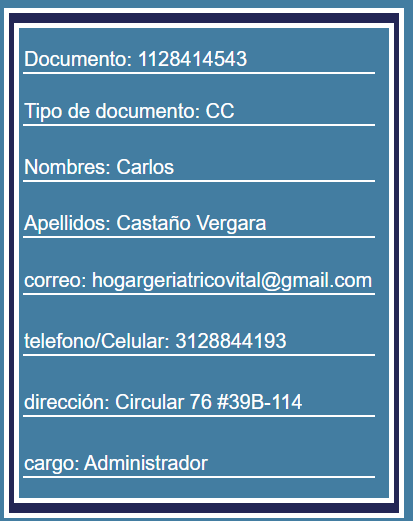 Documento: 1128414543
Tipo de documento: CC
Nombres: Carlos
Apellidos: Castaño Vergara
correo: hogargeriatricovital@gmail.com
telefono/Celular: 3128844193
dirección: Circular 76 #39B-114
cargo: Administrador